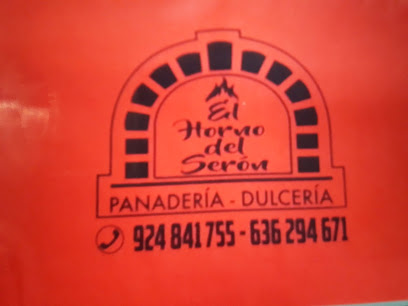 El
Horno
del
Serón
PANADERÍA - DULCERÍA
924 841 755 - 636 294 671